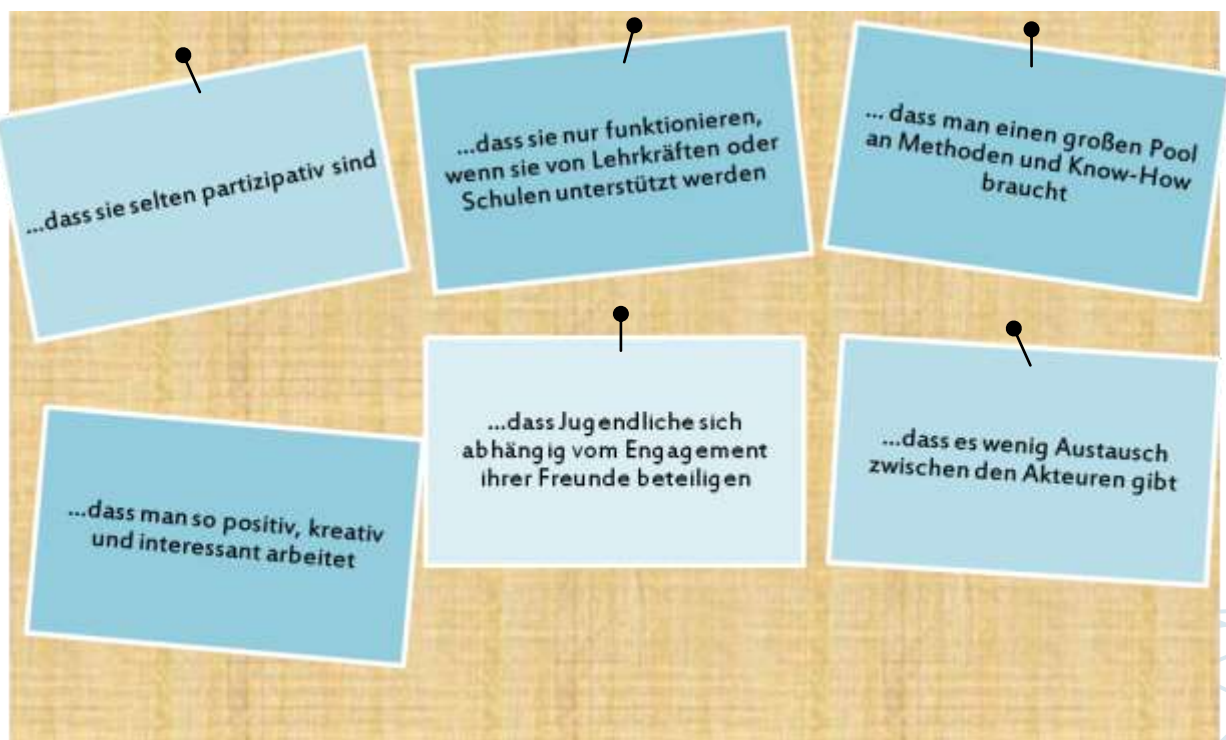 ...dass sie selten partizipativ sind
...dass sie nur funktionieren,
wenn sie von Lehrkräften oder
Schulen unterstützt werden
... dass man einen großen Pool
an Methoden und Know-How
braucht
...dass man so positiv, kreativ
und interessant arbeitet
...dass Jugendliche sich
abhängig vom Engagement
ihrer Freunde beteiligen
...dass es wenig Austausch
zwischen den Akteuren gibt